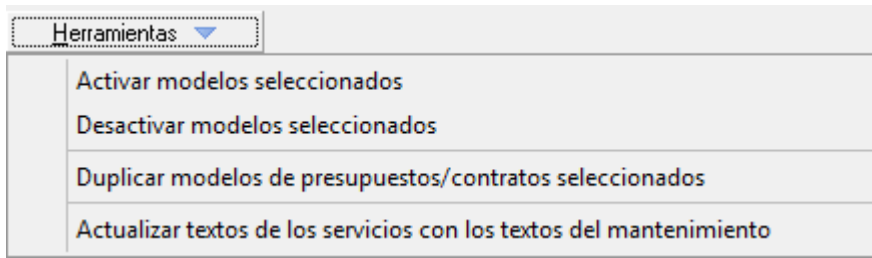 Herramientas
Activar modelos seleccionados
Desactivar modelos seleccionados
Duplicar modelos de presupuestos/contratos seleccionados
Actualizar textos de los servicios con los textos del mantenimiento